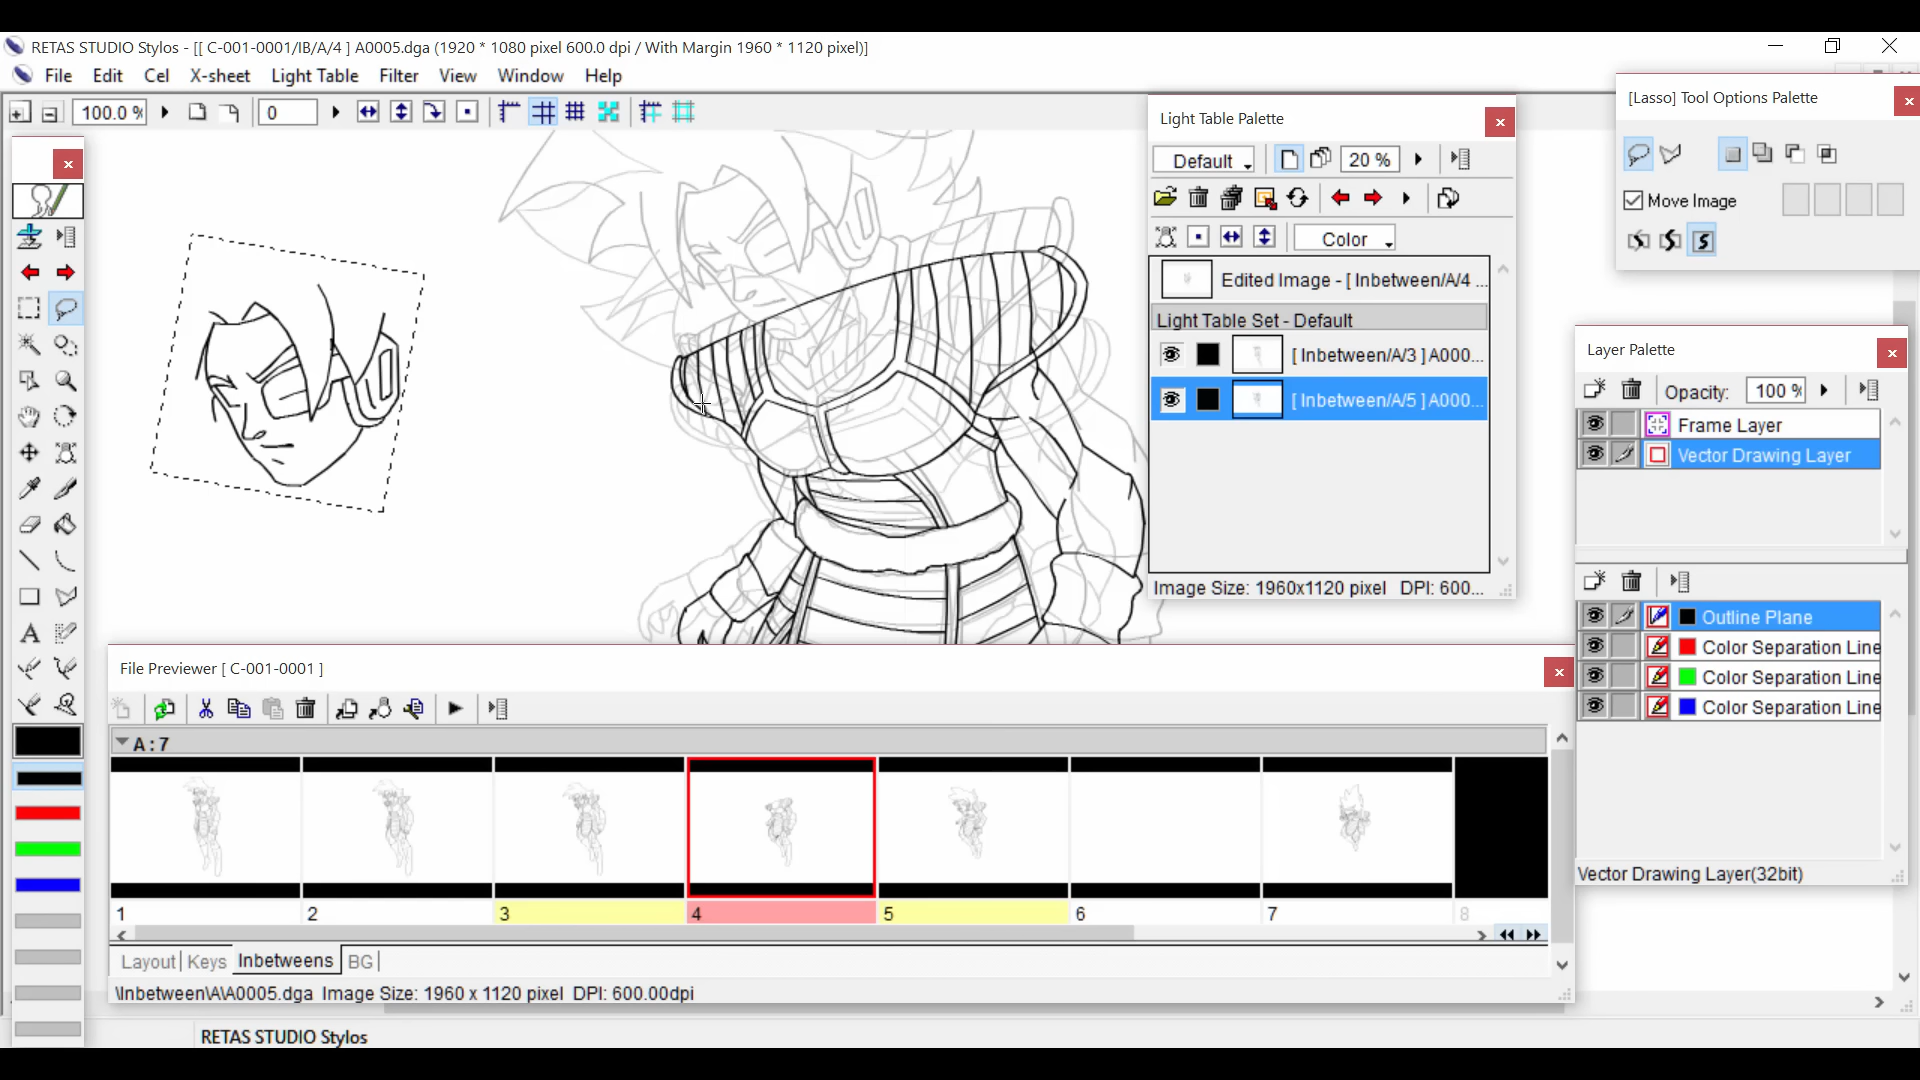 RETAS STUDIO Stylos - [[ C-001-0001/IB/A/4 ] A0005.dga (1920 * 1080 pixel 600.0 dpi / With Margin 1960 * 1120 pixel)]
File Edit Cel X-sheet Light Table Filter View Window Help
100.0 % 0
[Lasso] Tool Options Palette
Move Image
Light Table Palette
Default 20 %
Color
Edited Image - [ Inbetween/A/4 ...
Light Table Set - Default
[ Inbetween/A/3 ] A000...
[ Inbetween/A/5 ] A000...
Image Size: 1960x1120 pixel DPI: 600...
Layer Palette
Opacity: 100 %
Frame Layer
Vector Drawing Layer
Outline Plane
Color Separation Line
Color Separation Line
Color Separation Line
Vector Drawing Layer(32bit)
File Previewer [ C-001-0001 ]
A : 7
1 2 3 4 5 6 7 8
Layout Keys Inbetweens BG
\Inbetween\A\A0005.dga Image Size: 1960 x 1120 pixel DPI: 600.00dpi
RETAS STUDIO Stylos